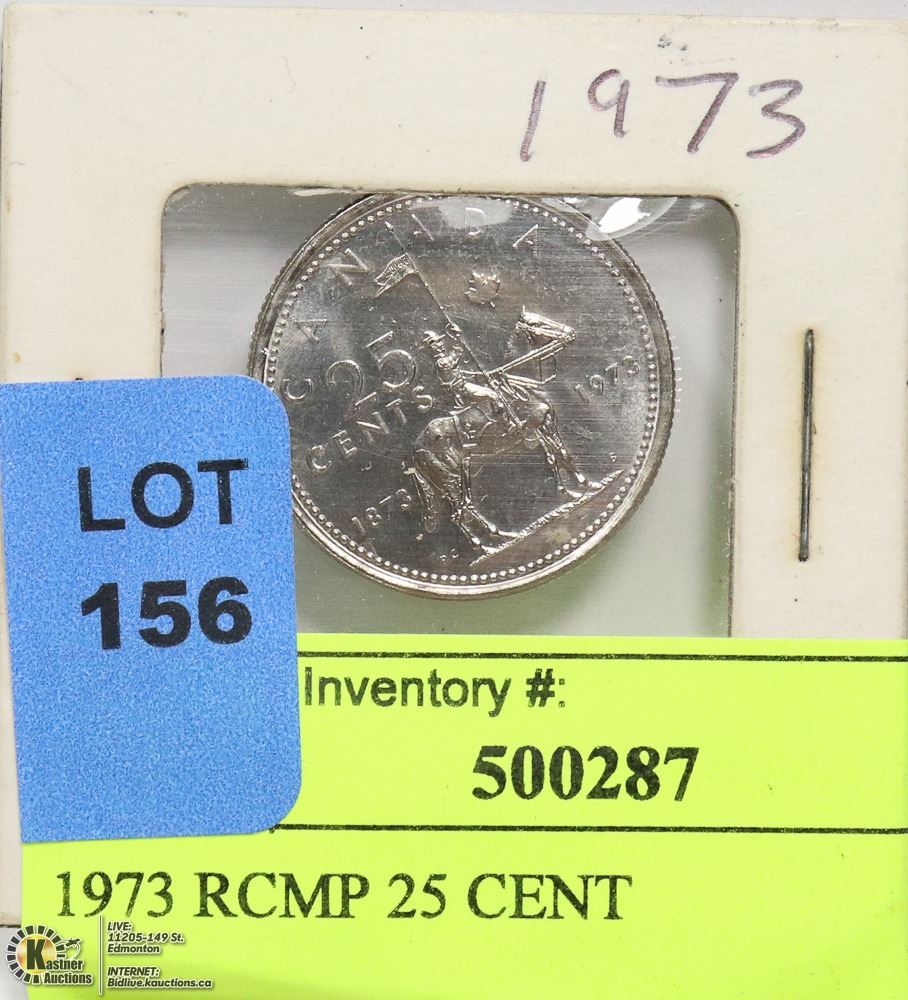 1973
CANADA
25
CENTS
1973
1873
LOT
156
Inventory #:
500287
1973 RCMP 25 CENT
Kastner
Auctions
LIVE:
11205-149 St.
Edmonton
INTERNET:
Bidlive.kauctions.ca